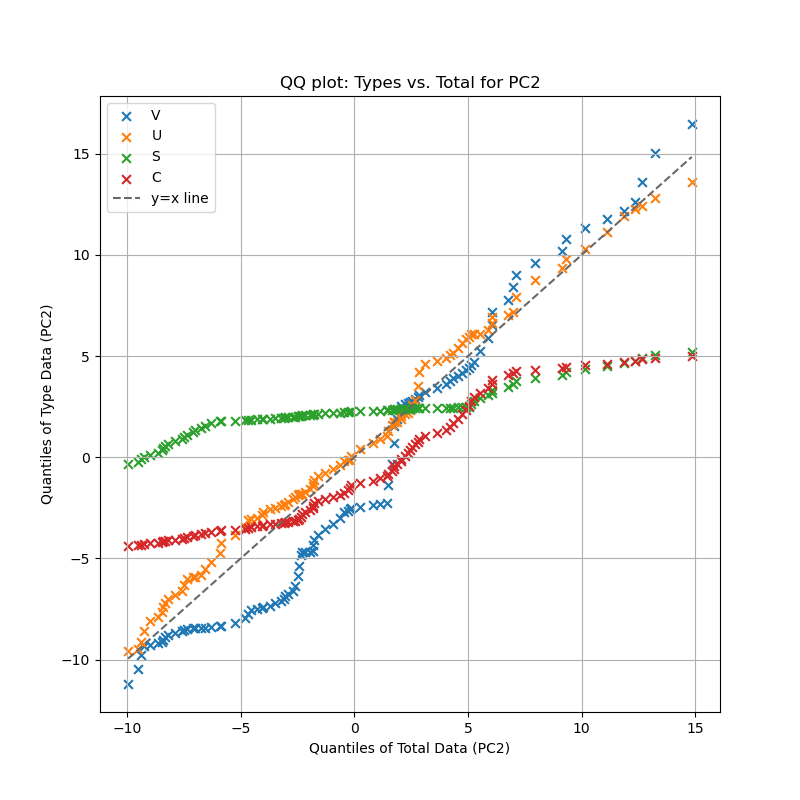 QQ plot: Types vs. Total for PC2
V
U
S
C
y=x line
15
10
5
0
−5
−10
Quantiles of Type Data (PC2)
−10 −5 0 5 10 15
Quantiles of Total Data (PC2)